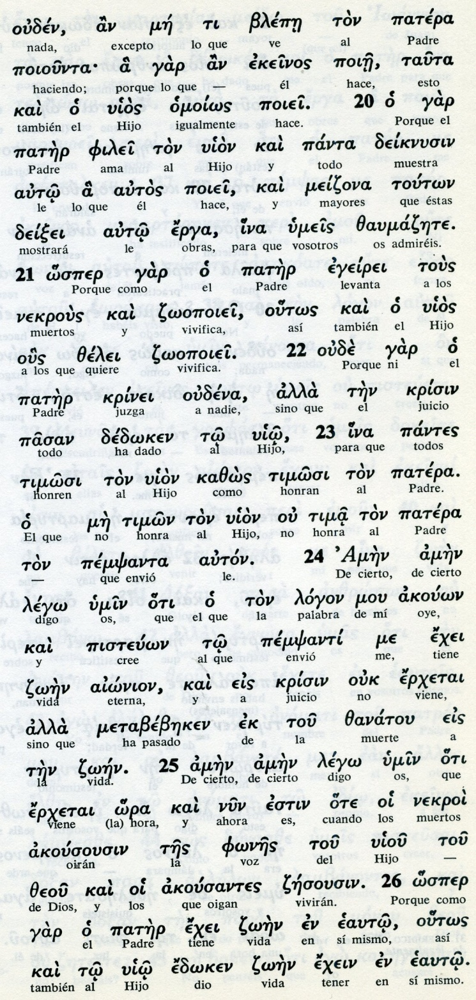 οὐδέν, ἂν μή τι βλέπῃ τὸν πατέρα
nada, excepto lo que ve al Padre
ποιοῦντα· ἃ γὰρ ἂν ἐκεῖνος ποιῇ, ταῦτα
haciendo; porque lo que — él hace, esto
καὶ ὁ υἱὸς ὁμοίως ποιεῖ. 20 ὁ γὰρ
también el Hijo igualmente hace. Porque el
πατὴρ φιλεῖ τὸν υἱὸν καὶ πάντα δείκνυσιν
Padre ama al Hijo y todo muestra
αὐτῷ ἃ αὐτὸς ποιεῖ, καὶ μείζονα τούτων
le lo que él hace, y mayores que éstas
δείξει αὐτῷ ἔργα, ἵνα ὑμεῖς θαυμάζητε.
mostrará le obras, para que vosotros os admiréis.
21 ὥσπερ γὰρ ὁ πατὴρ ἐγείρει τοὺς
Porque como el Padre levanta a los
νεκροὺς καὶ ζωοποιεῖ, οὕτως καὶ ὁ υἱὸς
muertos y vivifica, así también el Hijo
οὓς θέλει ζωοποιεῖ. 22 οὐδὲ γὰρ ὁ
a los que quiere vivifica. Porque ni el
πατὴρ κρίνει οὐδένα, ἀλλὰ τὴν κρίσιν
Padre juzga a nadie, sino que el juicio
πᾶσαν δέδωκεν τῷ υἱῷ, 23 ἵνα πάντες
todo ha dado al Hijo, para que todos
τιμῶσι τὸν υἱὸν καθὼς τιμῶσι τὸν πατέρα.
honren al Hijo como honran al Padre.
ὁ μὴ τιμῶν τὸν υἱὸν οὐ τιμᾷ τὸν πατέρα
El que no honra al Hijo, no honra al Padre
τὸν πέμψαντα αὐτόν. 24 Ἀμὴν ἀμὴν
— que envió le. De cierto, de cierto
λέγω ὑμῖν ὅτι ὁ τὸν λόγον μου ἀκούων
digo os, que el que la palabra de mí oye,
καὶ πιστεύων τῷ πέμψαντί με ἔχει
y cree al que envió me, tiene
ζωὴν αἰώνιον, καὶ εἰς κρίσιν οὐκ ἔρχεται
vida eterna, y a juicio no viene,
ἀλλὰ μεταβέβηκεν ἐκ τοῦ θανάτου εἰς
sino que ha pasado de la muerte a
τὴν ζωήν. 25 ἀμὴν ἀμὴν λέγω ὑμῖν ὅτι
la vida. De cierto, de cierto digo os, que
ἔρχεται ὥρα καὶ νῦν ἐστιν ὅτε οἱ νεκροὶ
viene (la) hora, y ahora es, cuando los muertos
ἀκούσουσιν τῆς φωνῆς τοῦ υἱοῦ τοῦ
oirán la voz del Hijo —
θεοῦ καὶ οἱ ἀκούσαντες ζήσουσιν. 26 ὥσπερ
de Dios, y los que oigan vivirán. Porque como
γὰρ ὁ πατὴρ ἔχει ζωὴν ἐν ἑαυτῷ, οὕτως
el Padre tiene vida en sí mismo, así
καὶ τῷ υἱῷ ἔδωκεν ζωὴν ἔχειν ἐν ἑαυτῷ.
también al Hijo dio vida tener en sí mismo.